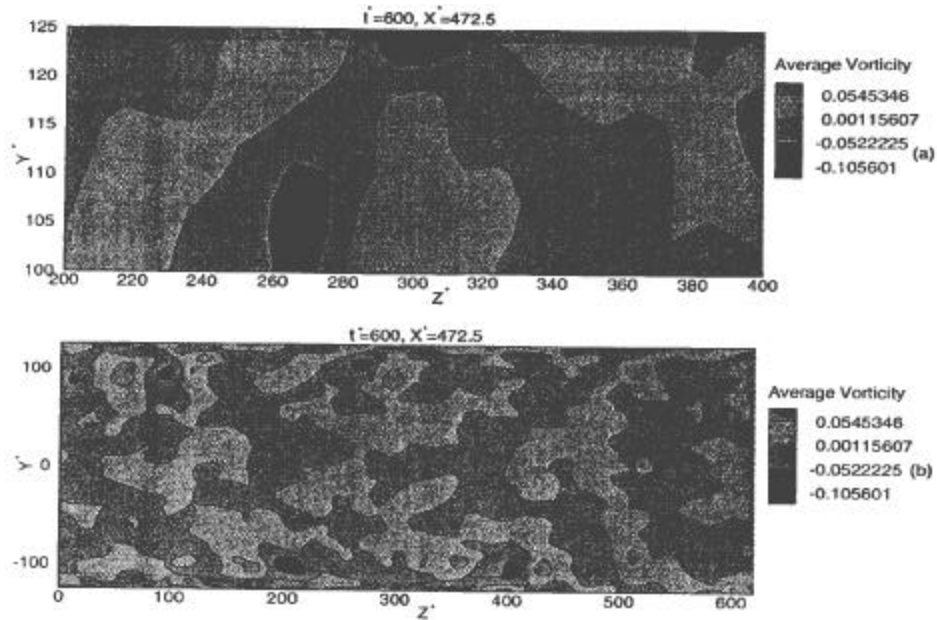 t*=600, X*=472.5
125
120
115
110
105
100
Y*
200 220 240 260 280 300 320 340 360 380 400
Z*
Average Vorticity
0.0545346
0.00115607
-0.0522225
-0.105601
(a)
t*=600, X*=472.5
100
0
-100
Y*
0 100 200 300 400 500 600
Z*
Average Vorticity
0.0545346
0.00115607
-0.0522225
-0.105601
(b)